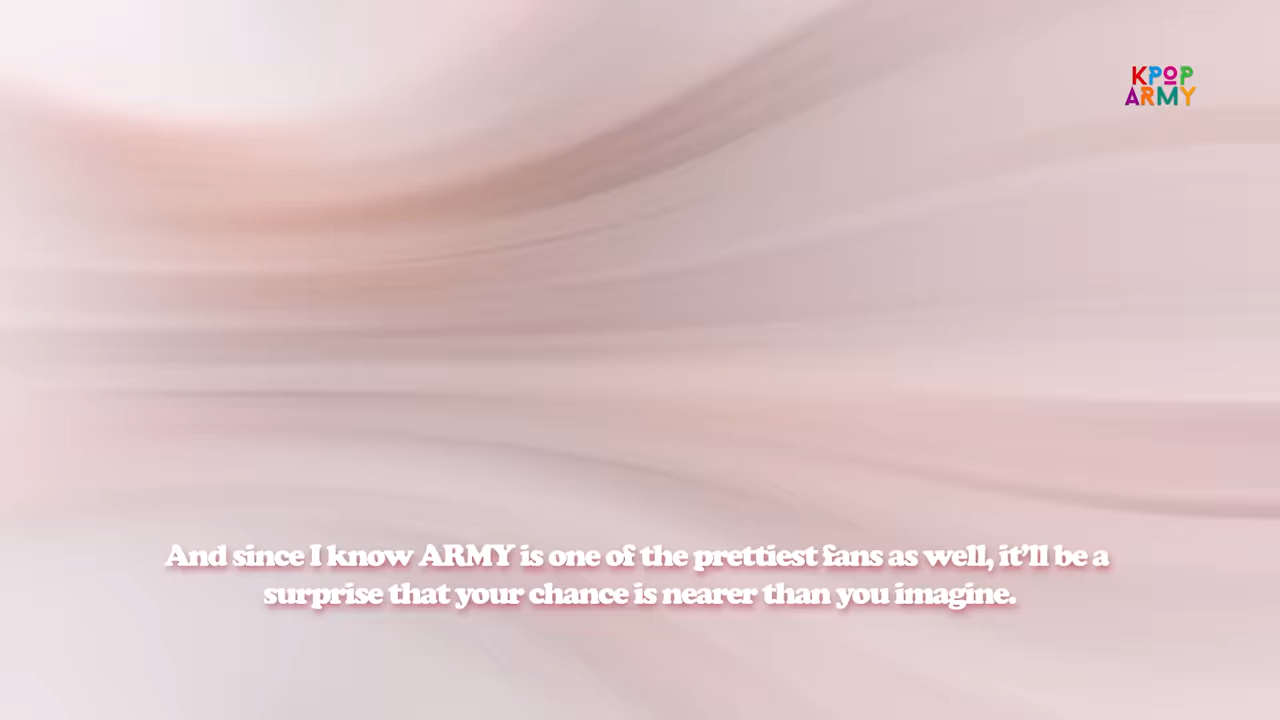 KPOP
ARMY
And since I know ARMY is one of the prettiest fans as well, it’ll be a
surprise that your chance is nearer than you imagine.